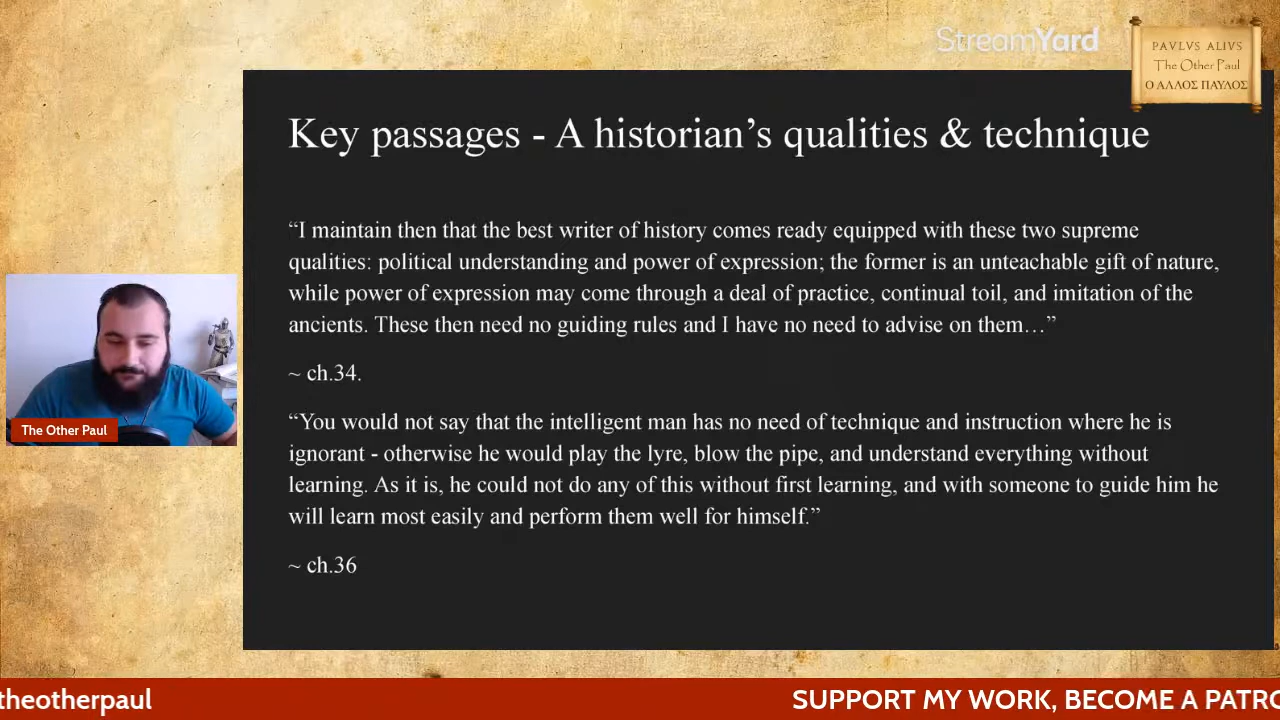 StreamYard
PAVLVS ALIVS
The Other Paul
Ο ΑΛΛΟΣ ΠΑΥΛΟΣ
Key passages - A historian’s qualities & technique
“I maintain then that the best writer of history comes ready equipped with these two supreme
qualities: political understanding and power of expression; the former is an unteachable gift of nature,
while power of expression may come through a deal of practice, continual toil, and imitation of the
ancients. These then need no guiding rules and I have no need to advise on them…”
~ ch.34.
“You would not say that the intelligent man has no need of technique and instruction where he is
ignorant - otherwise he would play the lyre, blow the pipe, and understand everything without
learning. As it is, he could not do any of this without first learning, and with someone to guide him he
will learn most easily and perform them well for himself.”
~ ch.36
The Other Paul
theotherpaul
SUPPORT MY WORK, BECOME A PATRO